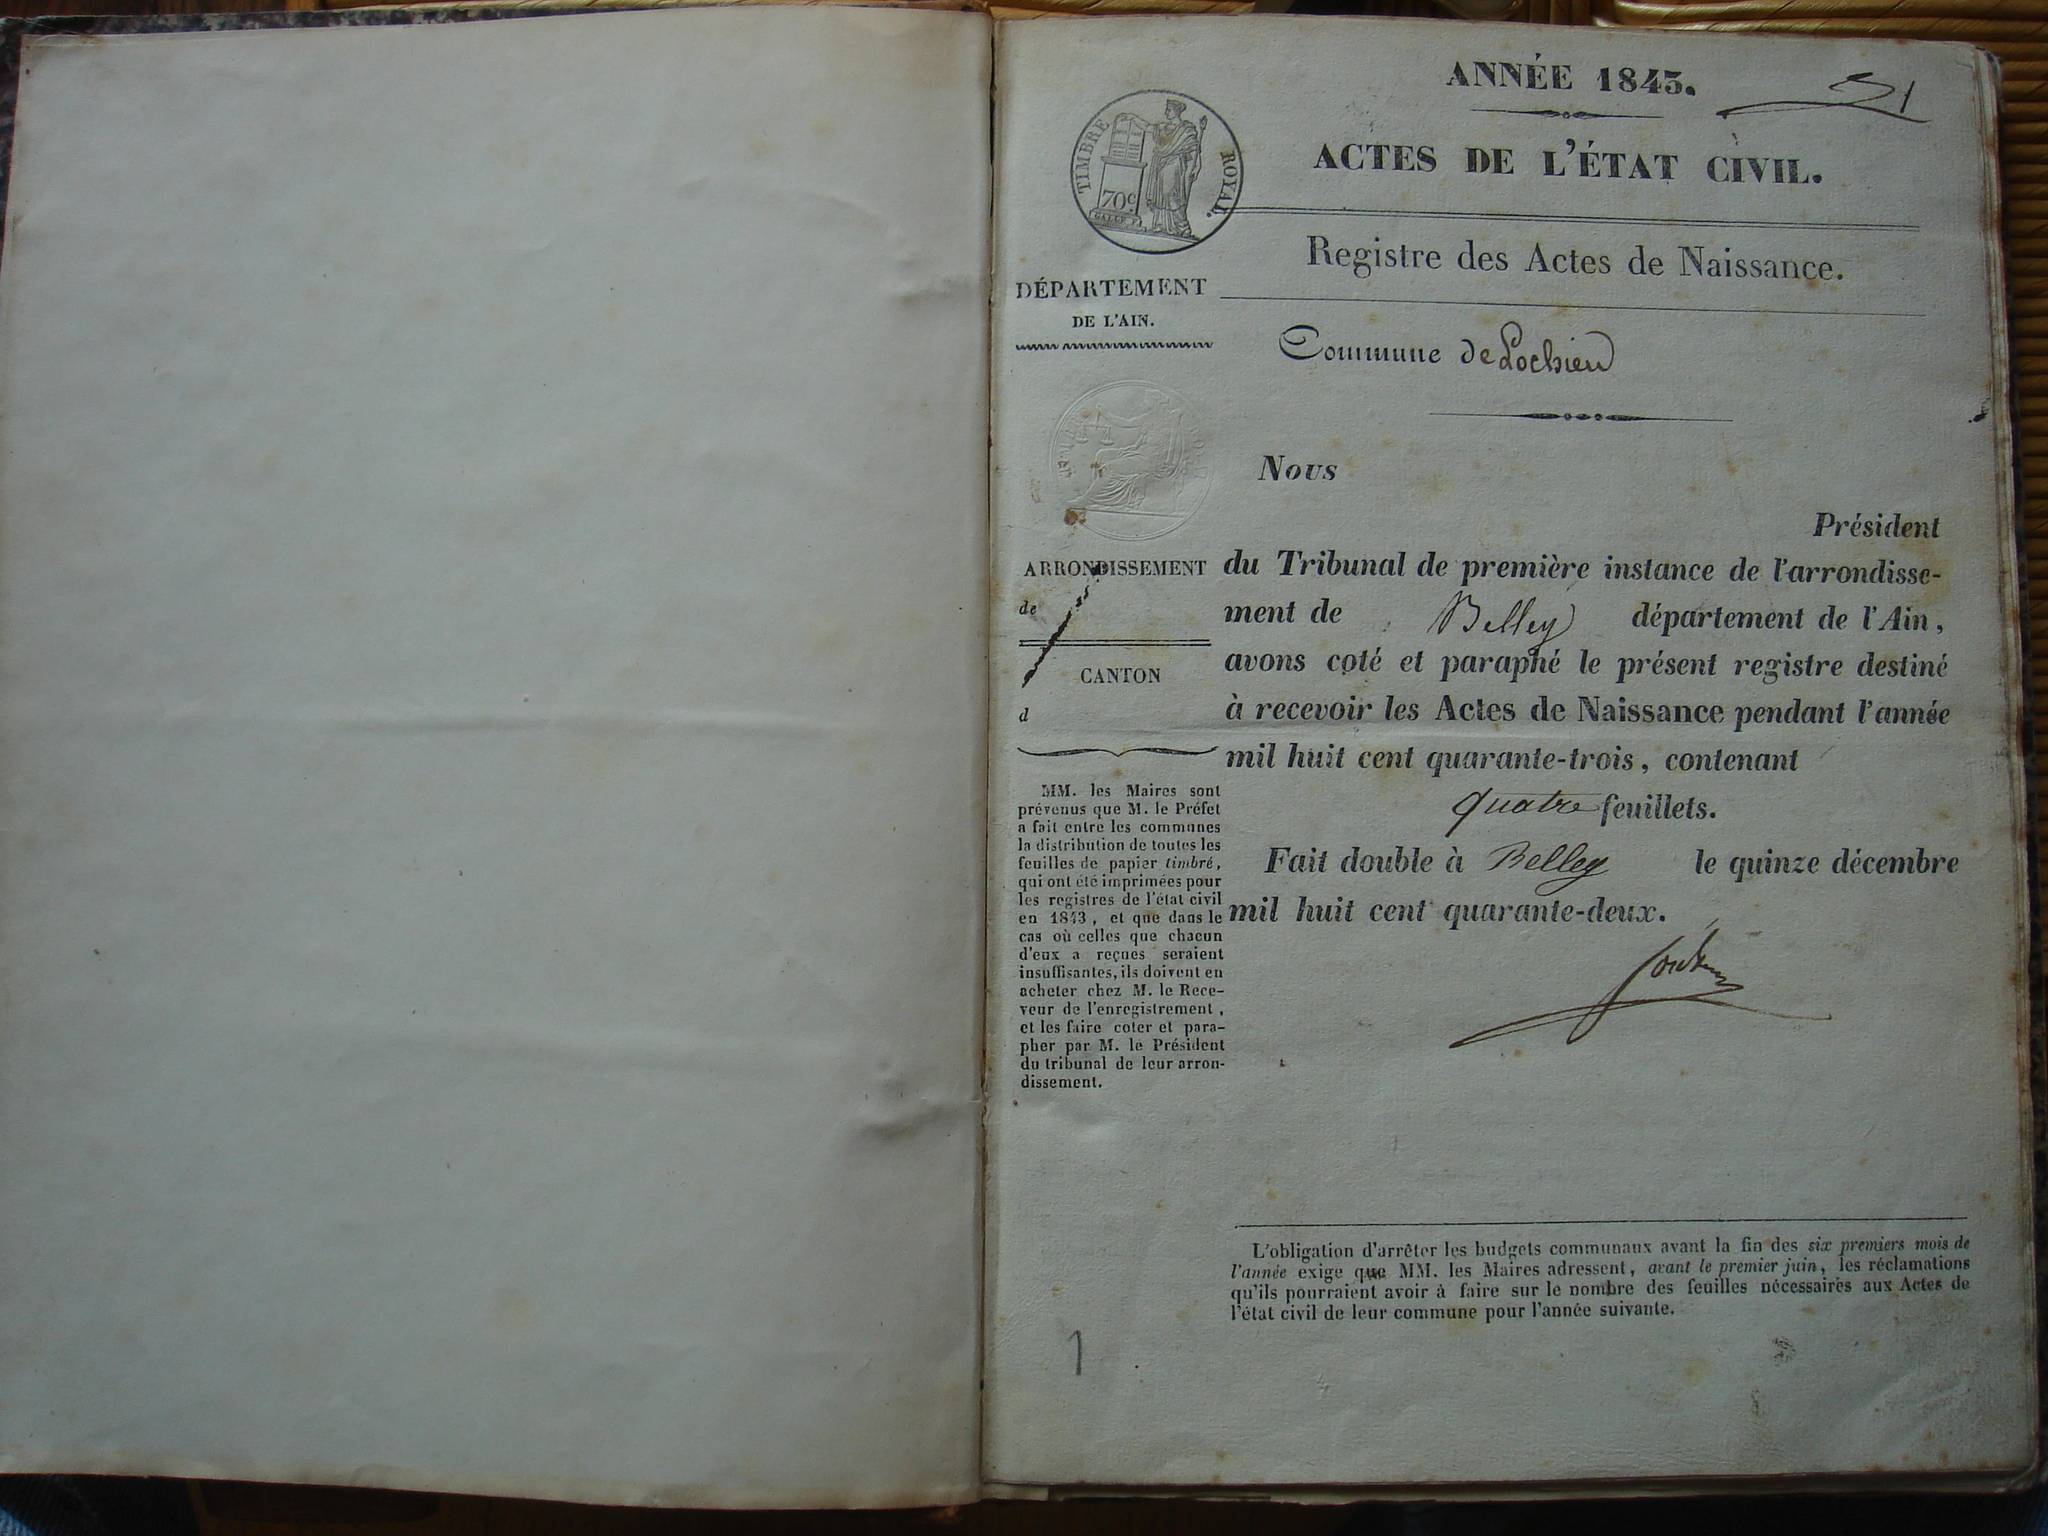 ANNÉE 1843.
TIMBRE ROYAL.
70c.
ACTES DE L'ÉTAT CIVIL.
Registre des Actes de Naissance.
DÉPARTEMENT
DE L'AIN.
Commune de Lochieu
Nous
Président
ARRONDISSEMENT
de
CANTON
d
du Tribunal de première instance de l'arrondisse-
ment de Belley département de l'Ain,
avons coté et paraphé le présent registre destiné
à recevoir les Actes de Naissance pendant l'année
mil huit cent quarante-trois, contenant
quatre feuillets.
Fait double à Belley le quinze décembre
mil huit cent quarante-deux.
MM. les Maires sont
prévenus que M. le Préfet
a fait entre les communes
la distribution de toutes les
feuilles de papier timbré,
qui ont été imprimées pour
les registres de l'état civil
en 1843, et que dans le
cas où celles que chacun
d'eux a reçues seraient
insuffisantes, ils doivent en
acheter chez M. le Rece-
veur de l'enregistrement,
et les faire coter et para-
pher par M. le Président
du tribunal de leur arron-
dissement.
L'obligation d'arrêter les budgets communaux avant la fin des six premiers mois de
l'année exige que MM. les Maires adressent, avant le premier juin, les réclamations
qu'ils pourraient avoir à faire sur le nombre des feuilles nécessaires aux Actes de
l'état civil de leur commune pour l'année suivante.
1